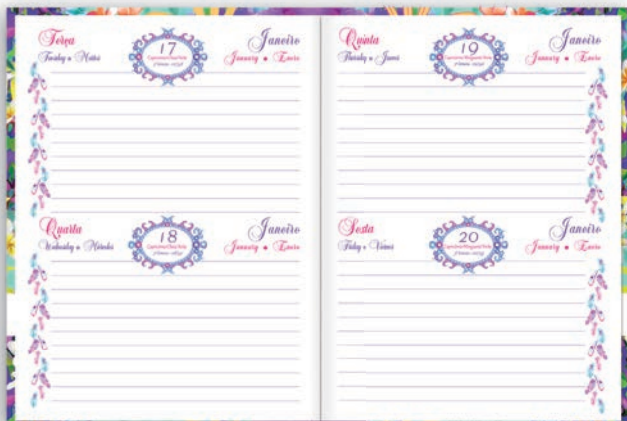 Terça
Tuesday • Martes
17
Janeiro
January • Enero
Quarta
Wednesday • Miércoles
18
Janeiro
January • Enero
Quinta
Thursday • Jueves
19
Janeiro
January • Enero
Sexta
Friday • Viernes
20
Janeiro
January • Enero